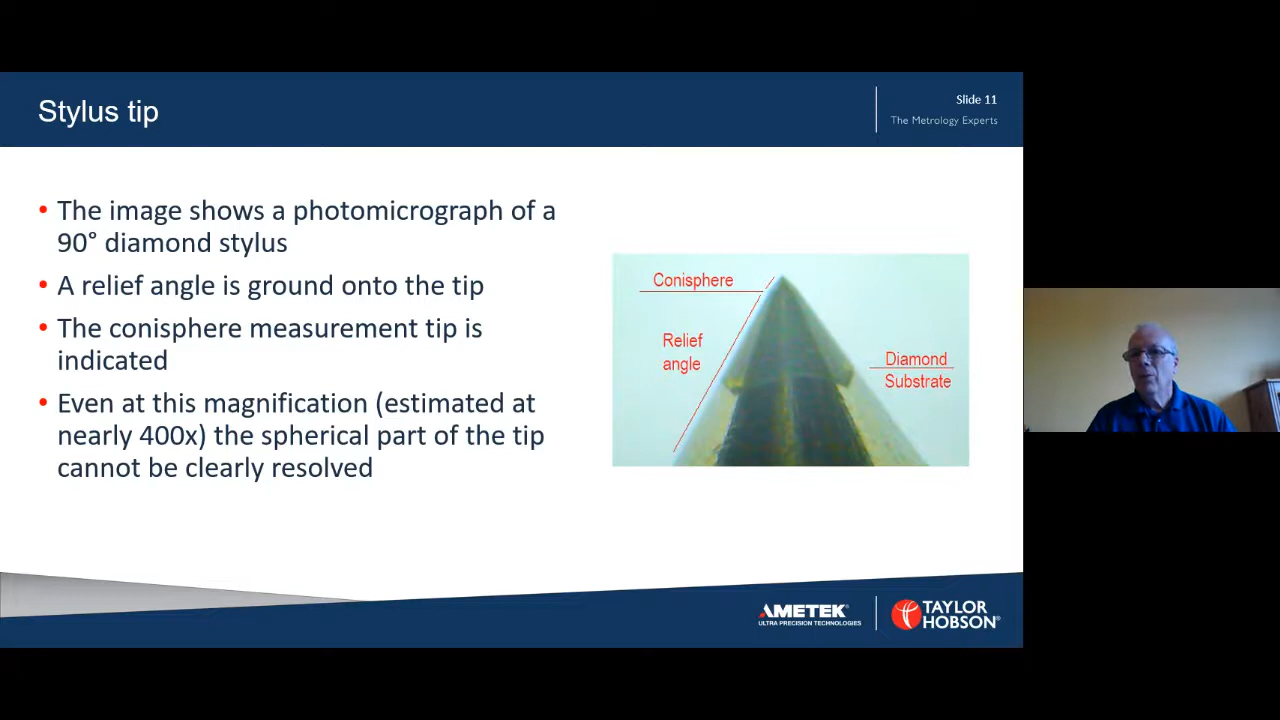 Stylus tip
Slide 11
The Metrology Experts
• The image shows a photomicrograph of a
90° diamond stylus
• A relief angle is ground onto the tip
• The conisphere measurement tip is
indicated
• Even at this magnification (estimated at
nearly 400x) the spherical part of the tip
cannot be clearly resolved
Conisphere
Relief
angle
Diamond
Substrate
AMETEK®
ULTRA PRECISION TECHNOLOGIES
TAYLOR
HOBSON®